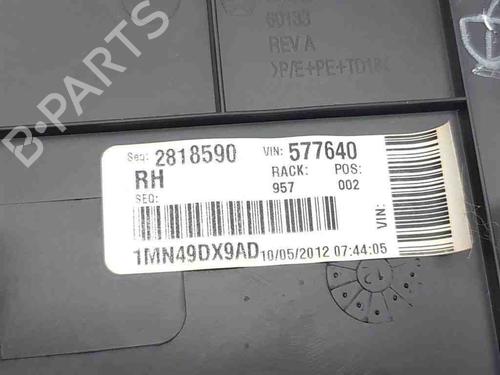 60133
REV A
>P/E+PE+TD18<
B-PARTS
SEQ: 2818590 VIN: 577640
RH RACK: POS:
SEQ: 957 002
VIN:
1MN49DX9AD 10/05/2012 07:44:05